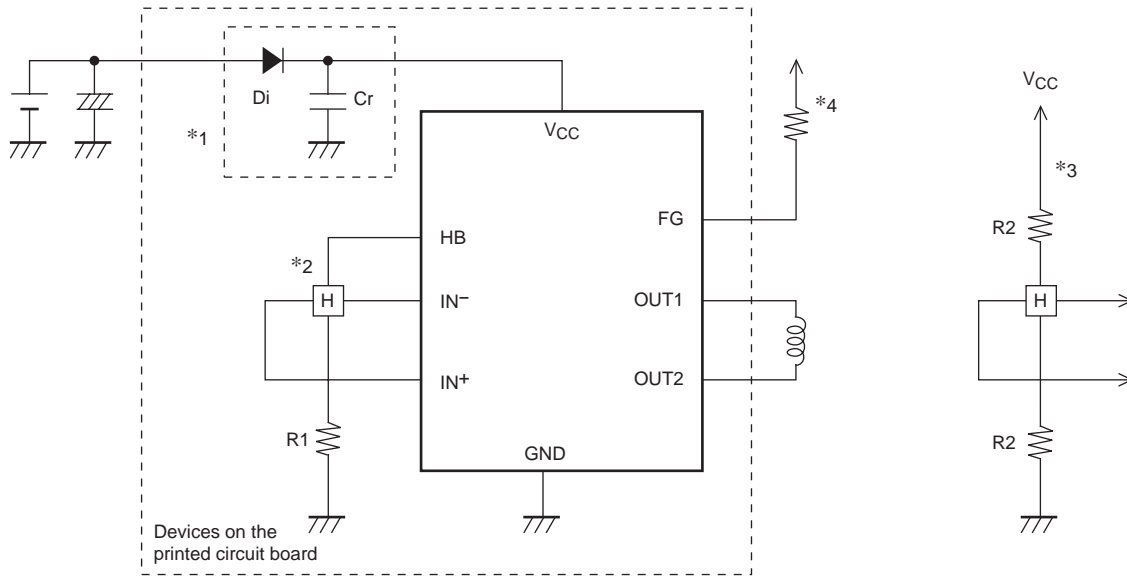 Di
Cr
*1
VCC
*4
VCC
*3
FG
R2
HB
*2
H
IN−
OUT1
H
IN+
OUT2
R1
R2
GND
Devices on the
printed circuit board